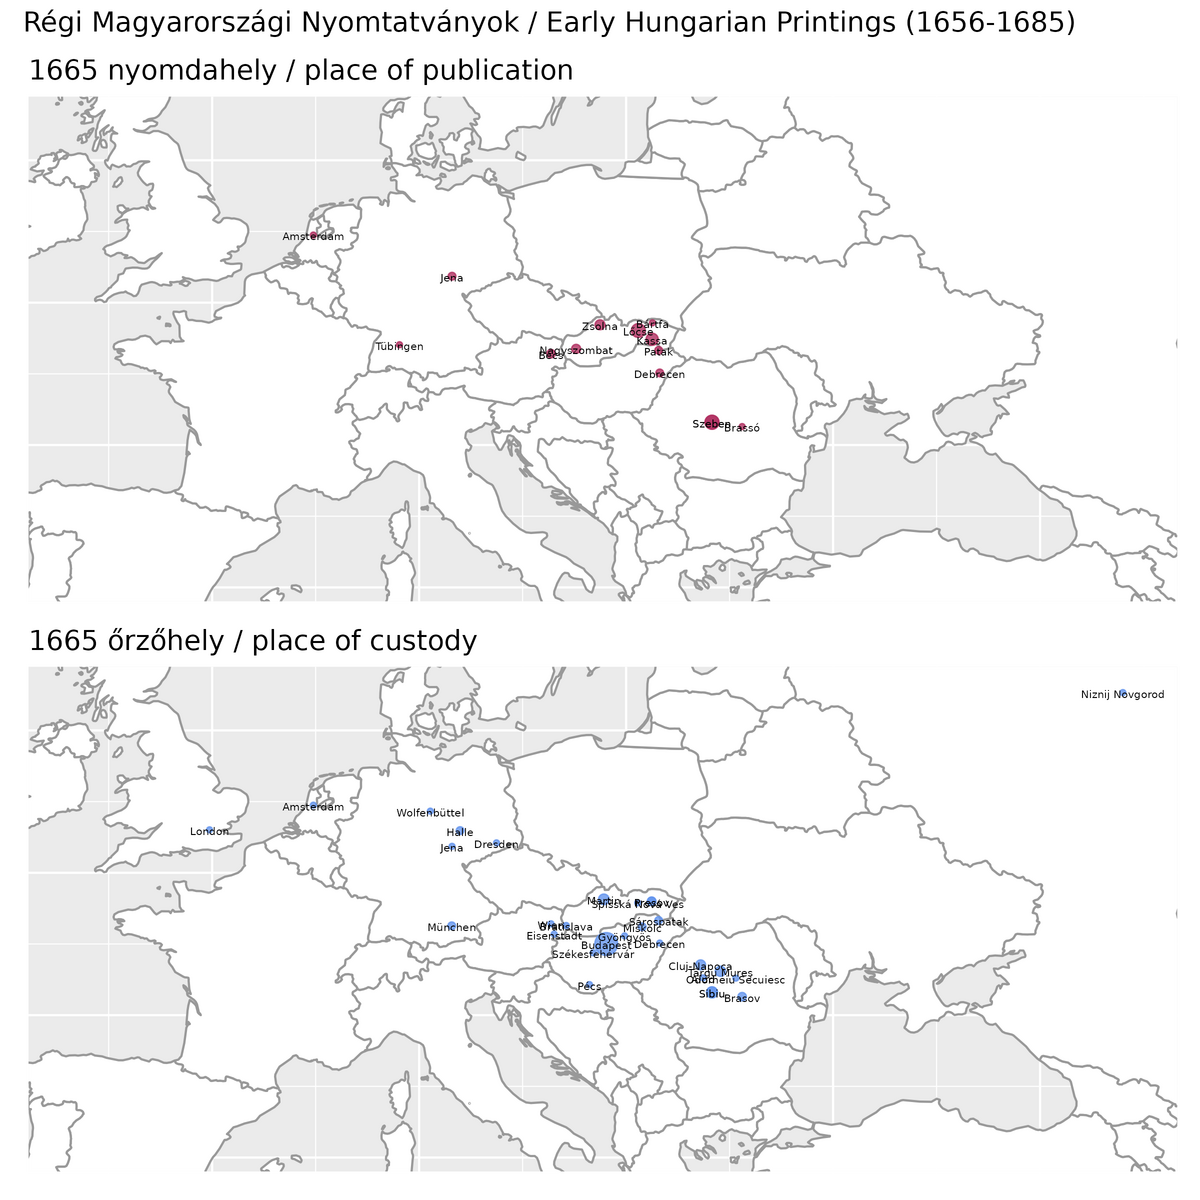 Régi Magyarországi Nyomtatványok / Early Hungarian Printings (1656-1685)
1665 nyomdahely / place of publication
Amsterdam
Jena
Zsolna
Bártfa
Lőcse
Kassa
Tübingen
Nagyszombat
Bécs
Patak
Debrecen
Szeben
Brassó
1665 őrzőhely / place of custody
Niznij Novgorod
Amsterdam
Wolfenbüttel
London
Halle
Jena
Dresden
Martin
Presov
Spisská Nova Ves
Sárospatak
Wien
Bratislava
München
Miskolc
Eisenstadt
Gyöngyös
Budapest
Debrecen
Székesfehérvár
Cluj-Napoca
Targu Mures
Odorheiu Secuiesc
Pécs
Sibiu
Brasov